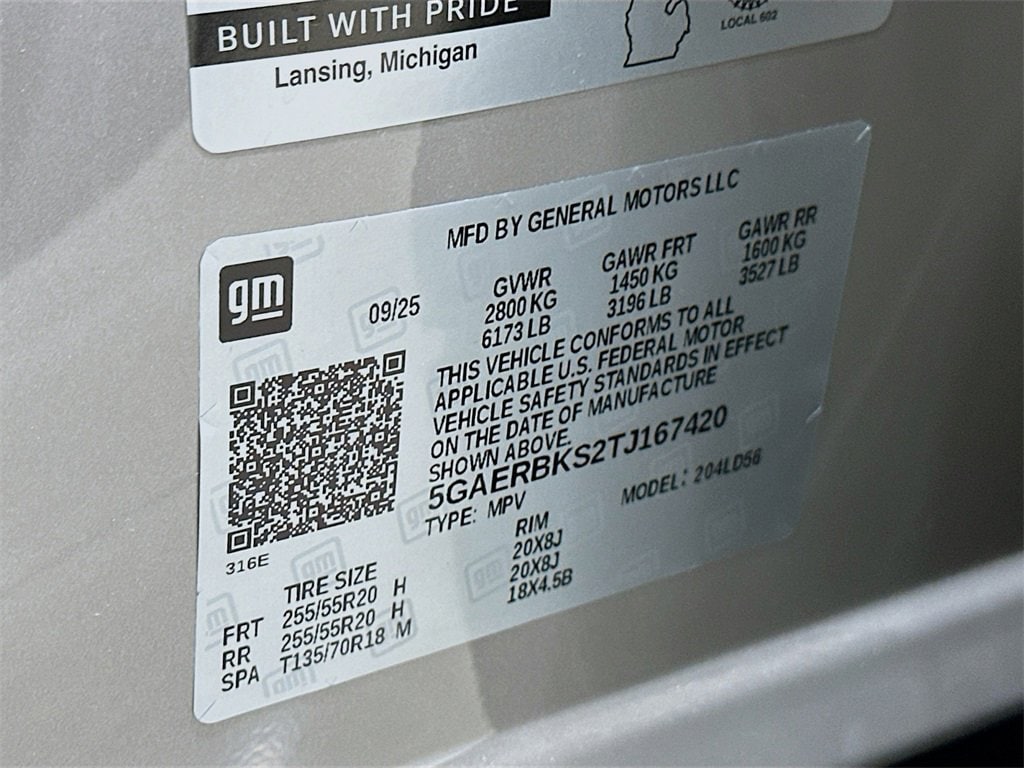 BUILT WITH PRIDE
Lansing, Michigan
LOCAL 602
MFD BY GENERAL MOTORS LLC
gm
09/25
GVWR
2800 KG
6173 LB
GAWR FRT
1450 KG
3196 LB
GAWR RR
1600 KG
3527 LB
THIS VEHICLE CONFORMS TO ALL
APPLICABLE U.S. FEDERAL MOTOR
VEHICLE SAFETY STANDARDS IN EFFECT
ON THE DATE OF MANUFACTURE
SHOWN ABOVE.
5GAERBKS2TJ167420
TYPE: MPV
MODEL: 204LD56
316E
TIRE SIZE RIM
FRT 255/55R20 H 20X8J
RR 255/55R20 H 20X8J
SPA T135/70R18 M 18X4.5B